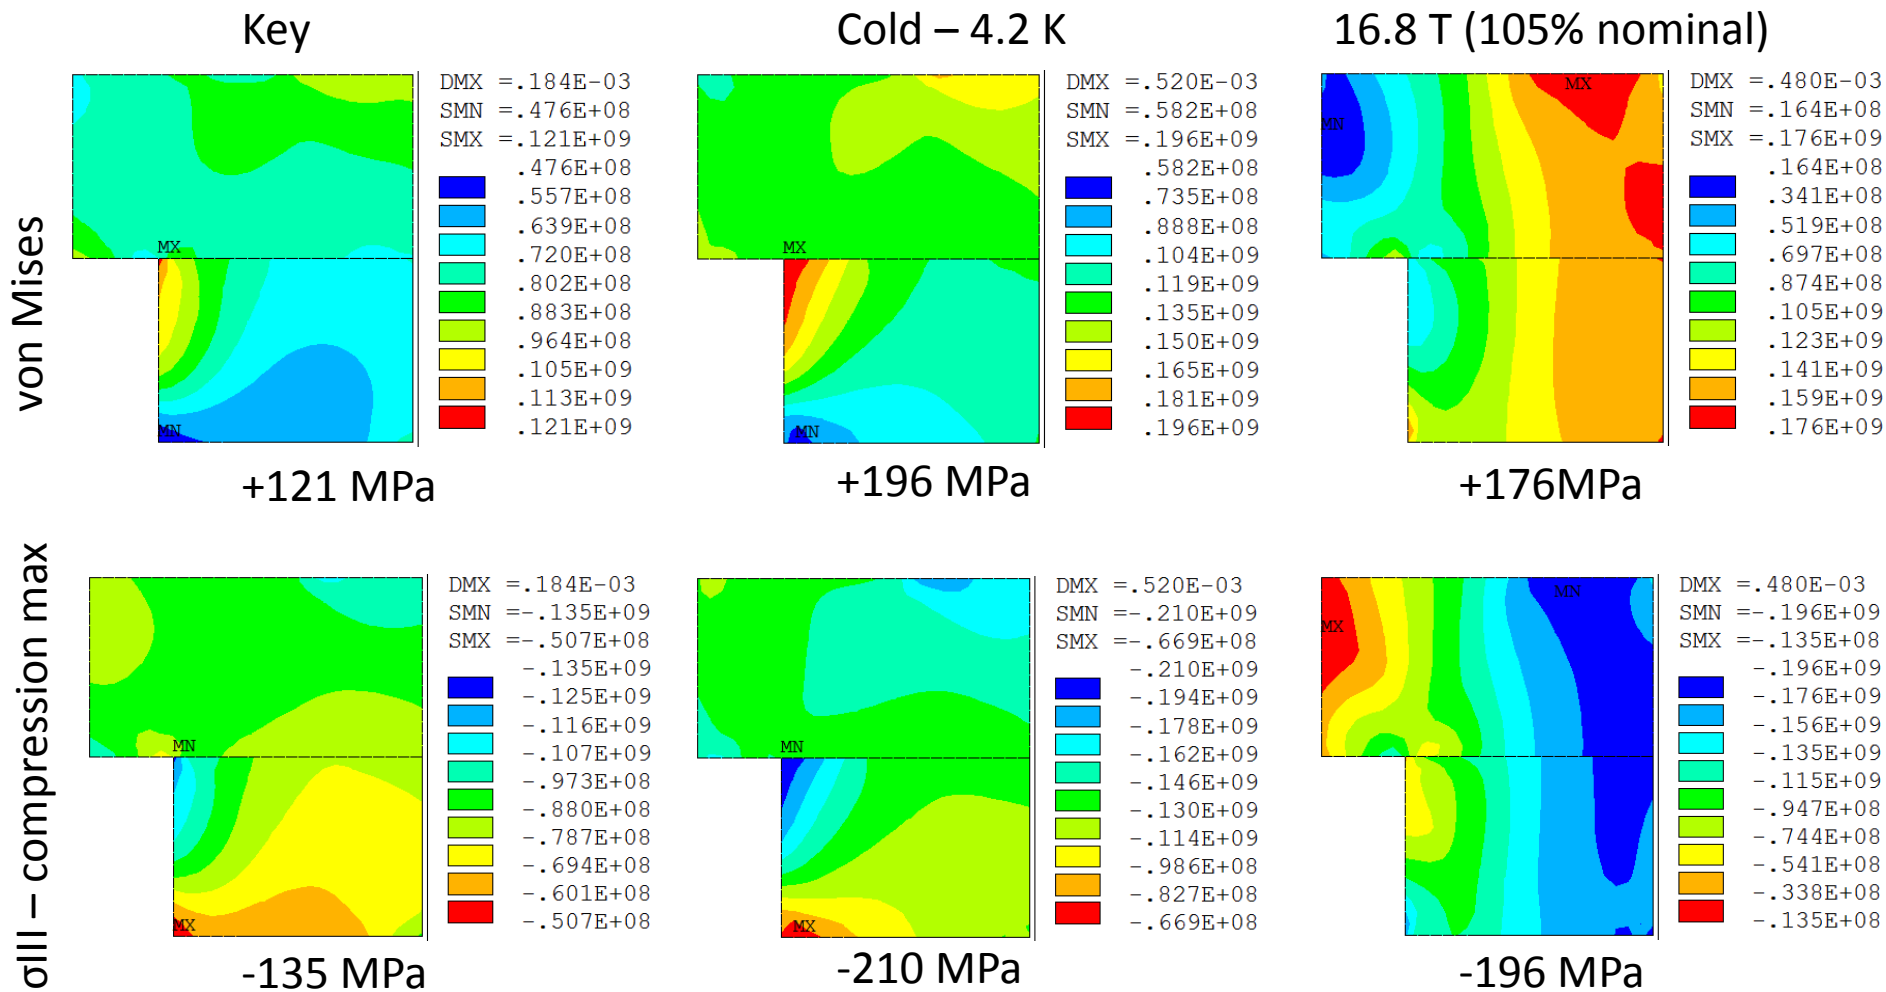 Key
Cold – 4.2 K
16.8 T (105% nominal)
von Mises
DMX =.184E-03
SMN =.476E+08
SMX =.121E+09
.476E+08
.557E+08
.639E+08
.720E+08
.802E+08
.883E+08
.964E+08
.105E+09
.113E+09
.121E+09
MX
MN
+121 MPa
DMX =.520E-03
SMN =.582E+08
SMX =.196E+09
.582E+08
.735E+08
.888E+08
.104E+09
.119E+09
.135E+09
.150E+09
.165E+09
.181E+09
.196E+09
MX
MN
+196 MPa
DMX =.480E-03
SMN =.164E+08
SMX =.176E+09
.164E+08
.341E+08
.519E+08
.697E+08
.874E+08
.105E+09
.123E+09
.141E+09
.159E+09
.176E+09
MX
MN
+176MPa
σIII – compression max
DMX =.184E-03
SMN =-.135E+09
SMX =-.507E+08
-.135E+09
-.125E+09
-.116E+09
-.107E+09
-.973E+08
-.880E+08
-.787E+08
-.694E+08
-.601E+08
-.507E+08
MN
MX
-135 MPa
DMX =.520E-03
SMN =-.210E+09
SMX =-.669E+08
-.210E+09
-.194E+09
-.178E+09
-.162E+09
-.146E+09
-.130E+09
-.114E+09
-.986E+08
-.827E+08
-.669E+08
MN
MX
-210 MPa
DMX =.480E-03
SMN =-.196E+09
SMX =-.135E+08
-.196E+09
-.176E+09
-.156E+09
-.135E+09
-.115E+09
-.947E+08
-.744E+08
-.541E+08
-.338E+08
-.135E+08
MN
MX
-196 MPa